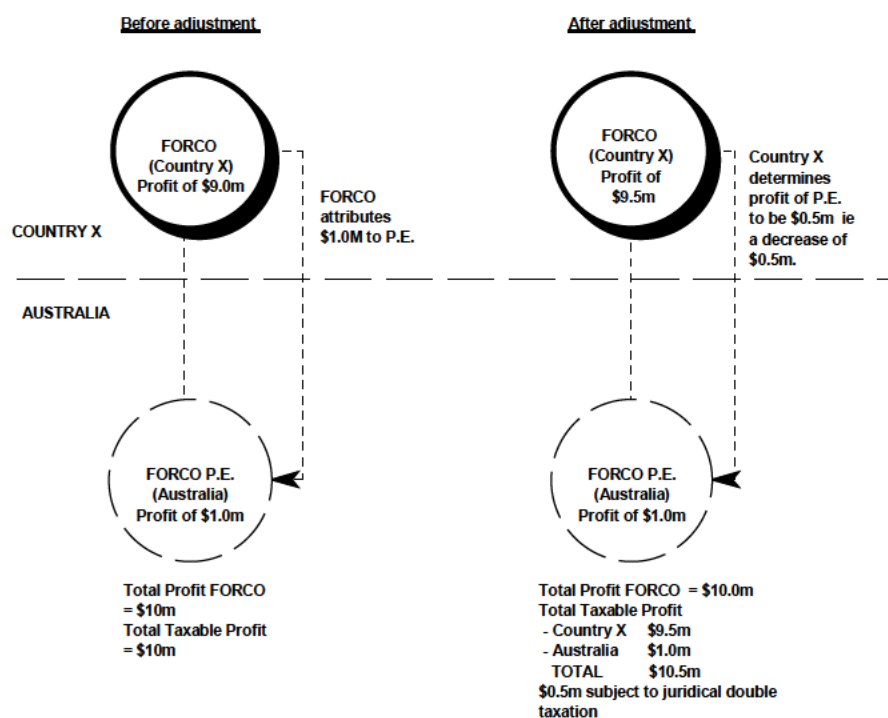 Before adjustment
After adjustment
FORCO
(Country X)
Profit of $9.0m
FORCO
attributes
$1.0M to P.E.
FORCO
(Country X)
Profit of
$9.5m
Country X
determines
profit of P.E.
to be $0.5m ie
a decrease of
$0.5m.
COUNTRY X
AUSTRALIA
FORCO P.E.
(Australia)
Profit of $1.0m
FORCO P.E.
(Australia)
Profit of $1.0m
Total Profit FORCO
= $10m
Total Taxable Profit
= $10m
Total Profit FORCO = $10.0m
Total Taxable Profit
- Country X $9.5m
- Australia $1.0m
TOTAL $10.5m
$0.5m subject to juridical double
taxation